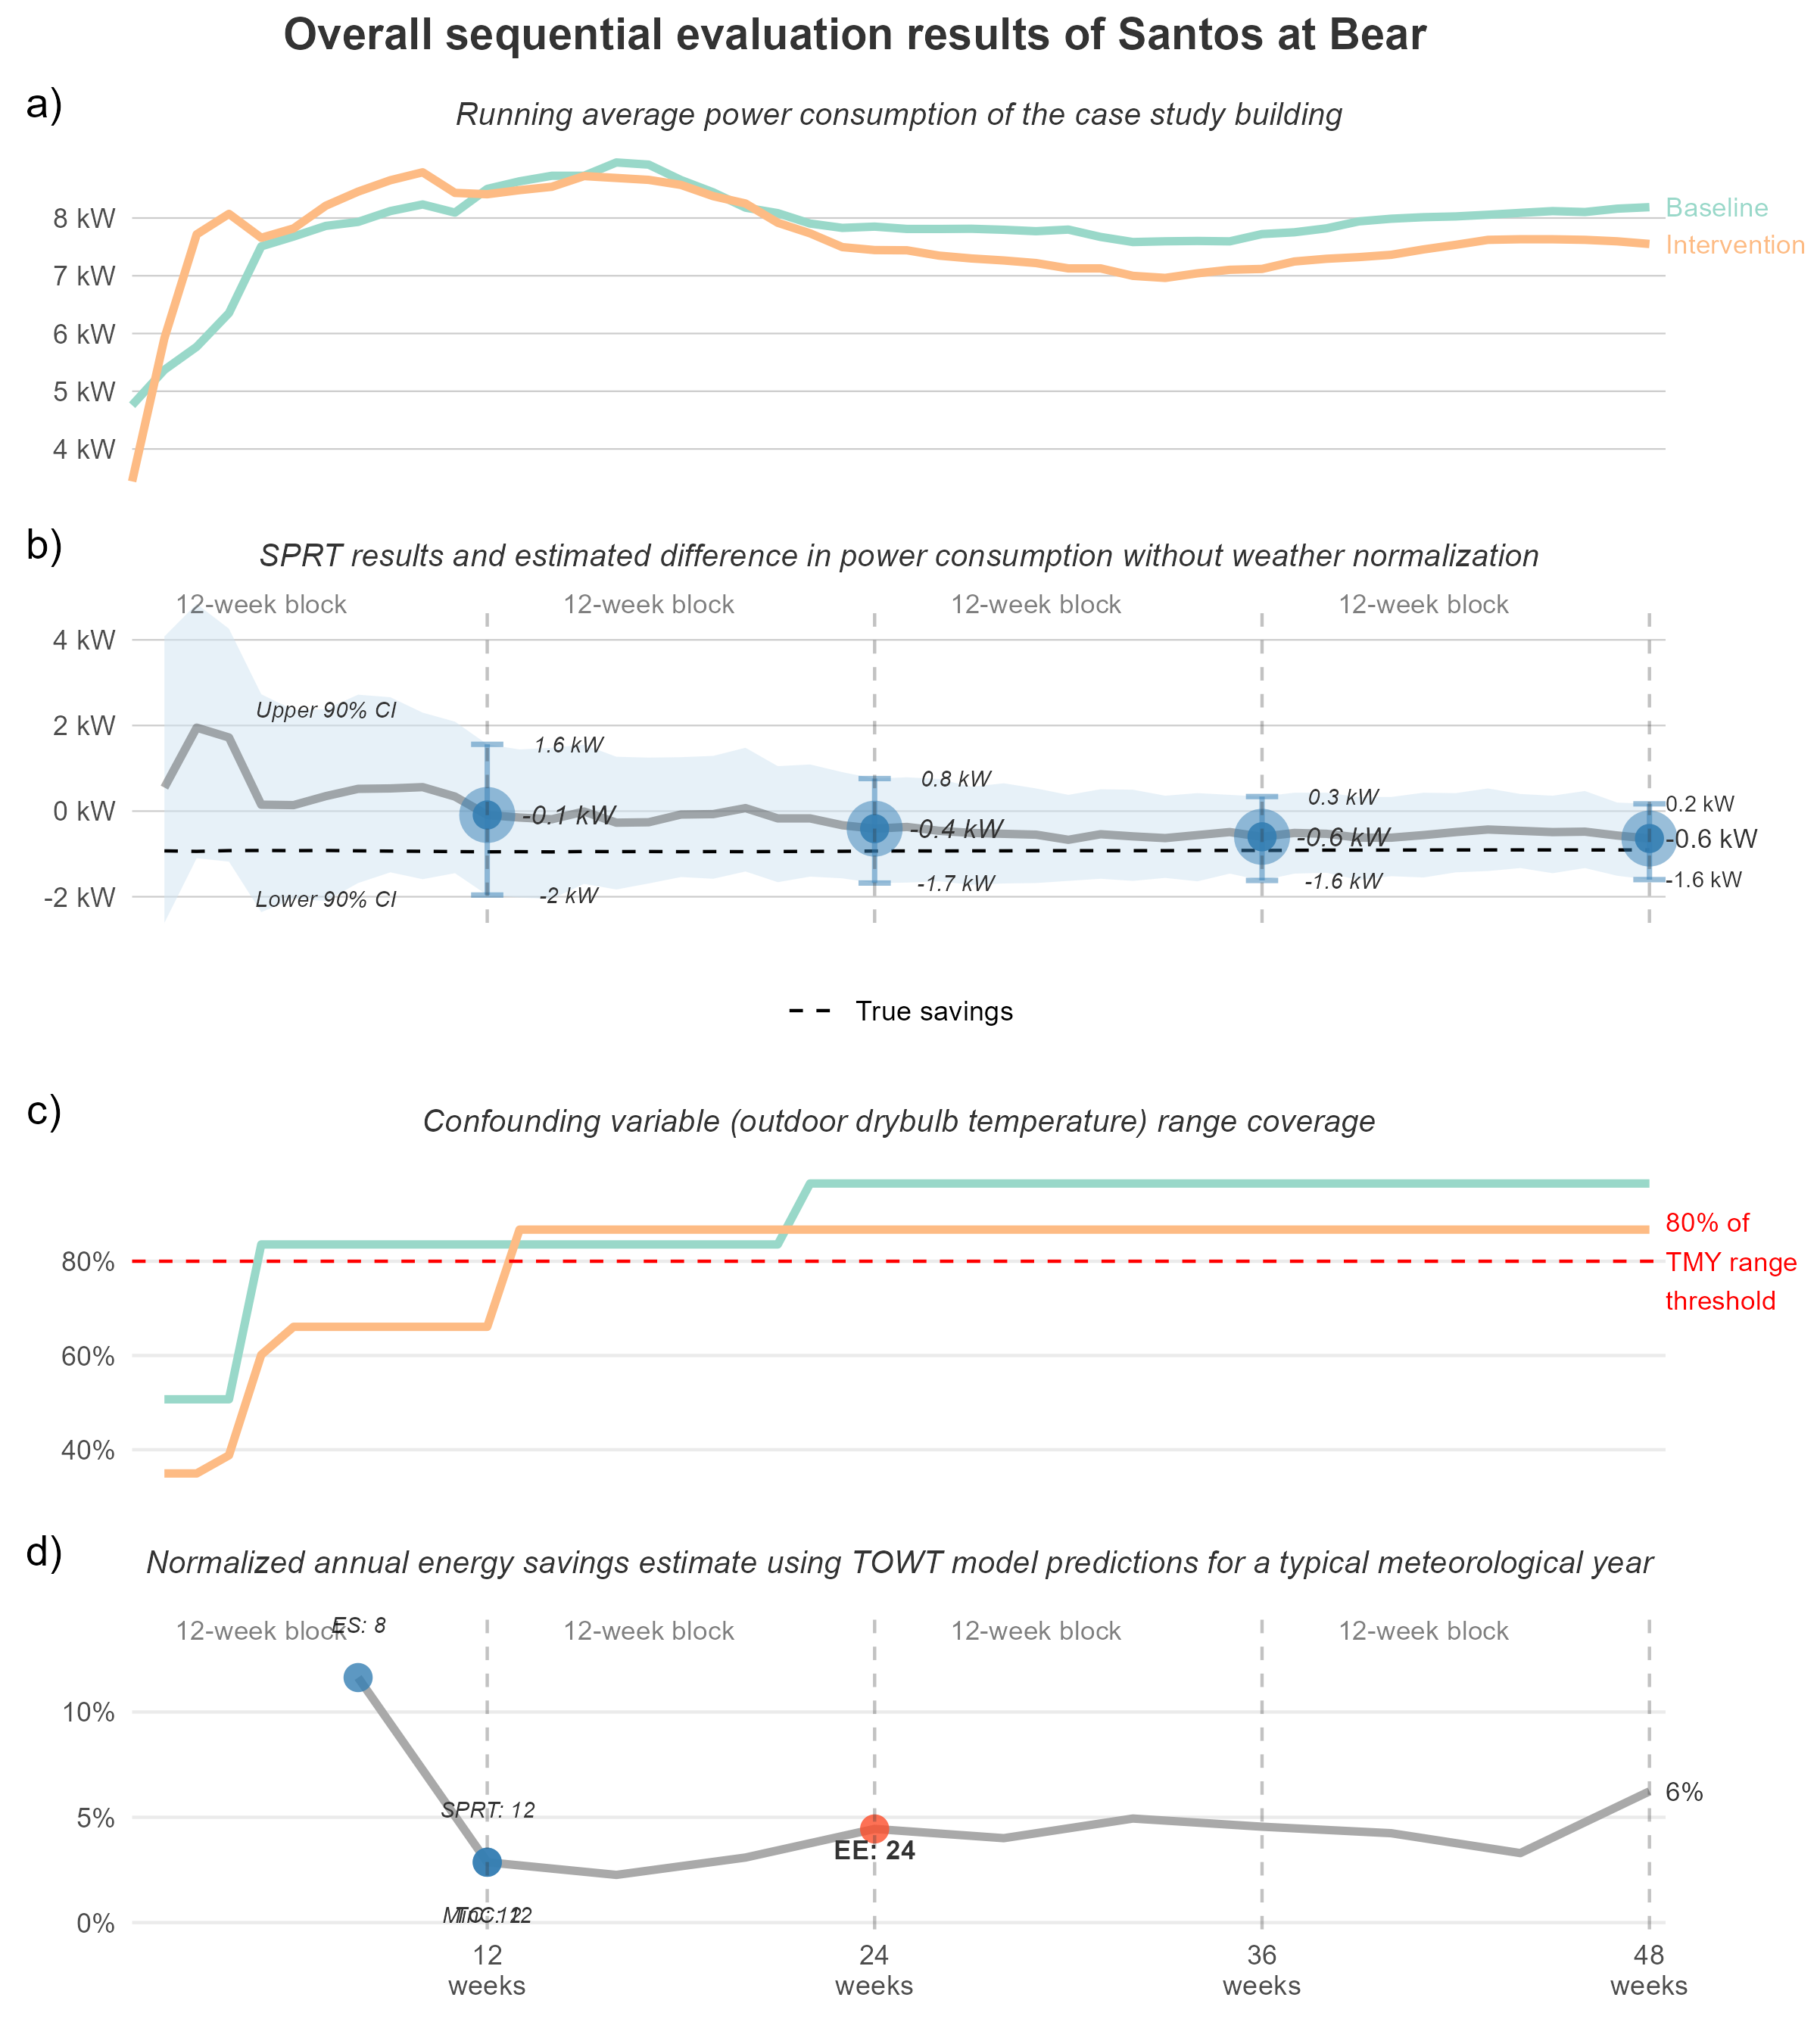 Overall sequential evaluation results of Santos at Bear
a)
Running average power consumption of the case study building
8 kW
7 kW
6 kW
5 kW
4 kW
Baseline
Intervention
b)
SPRT results and estimated difference in power consumption without weather normalization
12-week block 12-week block 12-week block 12-week block
4 kW
2 kW
0 kW
-2 kW
Upper 90% CI
Lower 90% CI
1.6 kW
-0.1 kW
-2 kW
0.8 kW
-0.4 kW
-1.7 kW
0.3 kW
-0.6 kW
-1.6 kW
0.2 kW
-0.6 kW
-1.6 kW
True savings
c)
Confounding variable (outdoor drybulb temperature) range coverage
80%
60%
40%
80% of
TMY range
threshold
d)
Normalized annual energy savings estimate using TOWT model predictions for a typical meteorological year
12-week block 12-week block 12-week block 12-week block
ES: 8
10%
5%
0%
SPRT: 12
EE: 24
6%
12
weeks
24
weeks
36
weeks
48
weeks